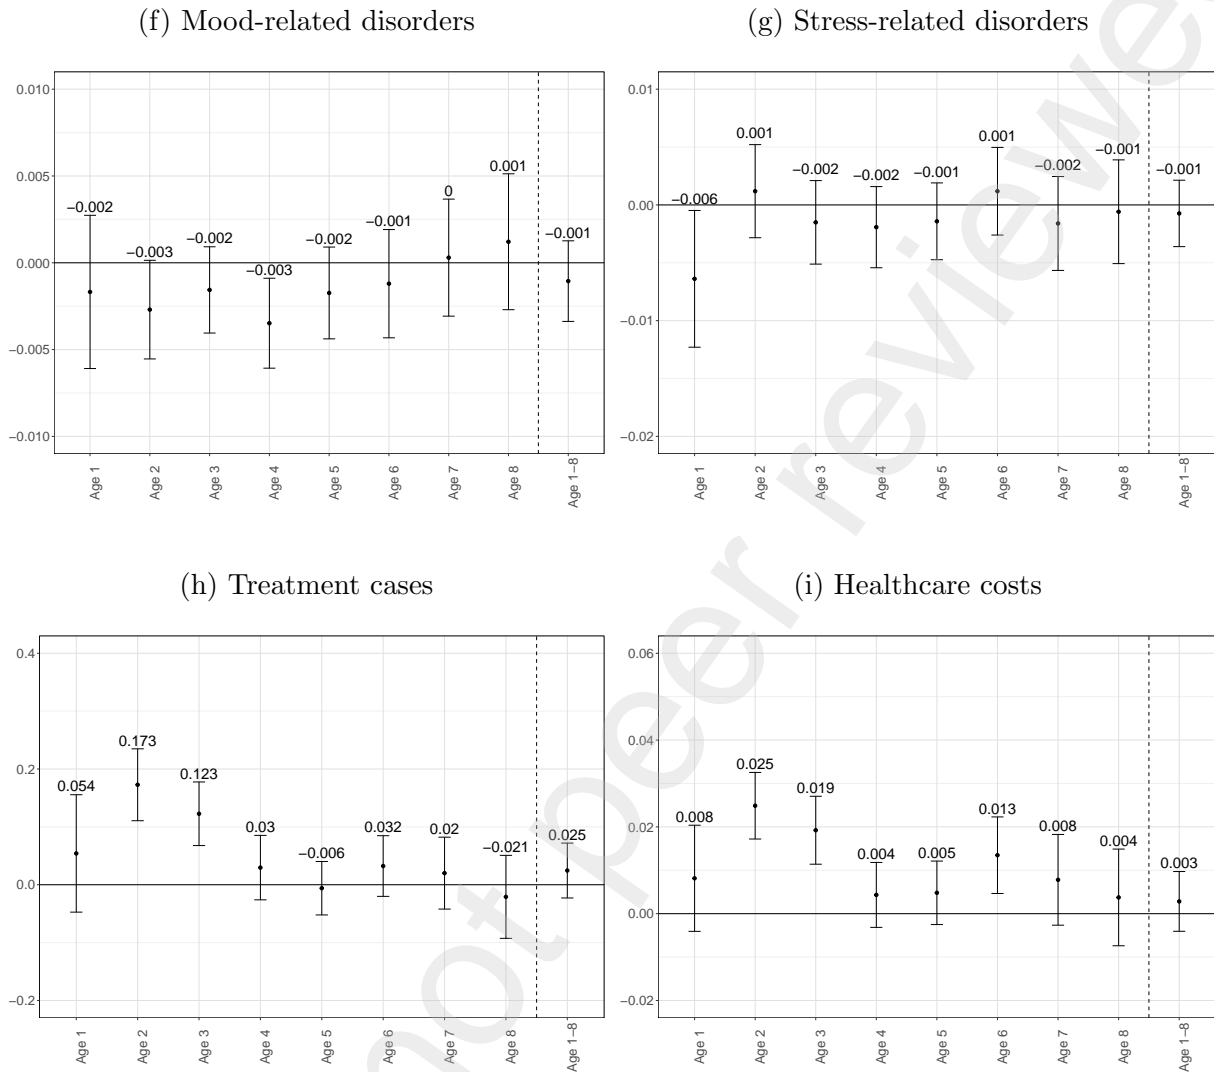 (f) Mood-related disorders
0.010
0.005
0.000
−0.005
−0.010
−0.002
−0.003
−0.002
−0.003
−0.002
−0.001
0
0.001
−0.001
Age 1
Age 2
Age 3
Age 4
Age 5
Age 6
Age 7
Age 8
Age 1−8
(g) Stress-related disorders
0.01
0.00
−0.01
−0.02
−0.006
0.001
−0.002
−0.002
−0.001
0.001
−0.002
−0.001
−0.001
Age 1
Age 2
Age 3
Age 4
Age 5
Age 6
Age 7
Age 8
Age 1−8
(h) Treatment cases
0.4
0.2
0.0
−0.2
0.054
0.173
0.123
0.03
−0.006
0.032
0.02
−0.021
0.025
Age 1
Age 2
Age 3
Age 4
Age 5
Age 6
Age 7
Age 8
Age 1−8
(i) Healthcare costs
0.06
0.04
0.02
0.00
−0.02
0.008
0.025
0.019
0.004
0.005
0.013
0.008
0.004
0.003
Age 1
Age 2
Age 3
Age 4
Age 5
Age 6
Age 7
Age 8
Age 1−8
not peer reviewe